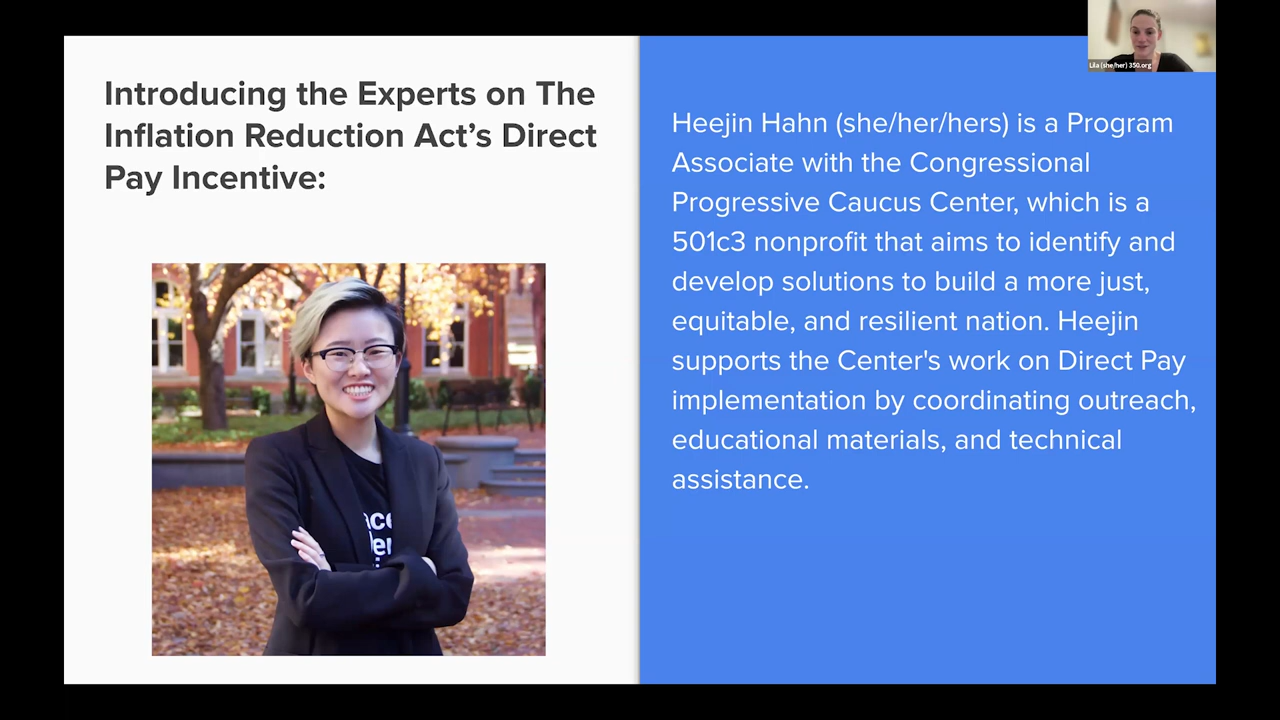 Introducing the Experts on The
Inflation Reduction Act’s Direct
Pay Incentive:
Heejin Hahn (she/her/hers) is a Program
Associate with the Congressional
Progressive Caucus Center, which is a
501c3 nonprofit that aims to identify and
develop solutions to build a more just,
equitable, and resilient nation. Heejin
supports the Center's work on Direct Pay
implementation by coordinating outreach,
educational materials, and technical
assistance.
Lila (she/her) 350.org